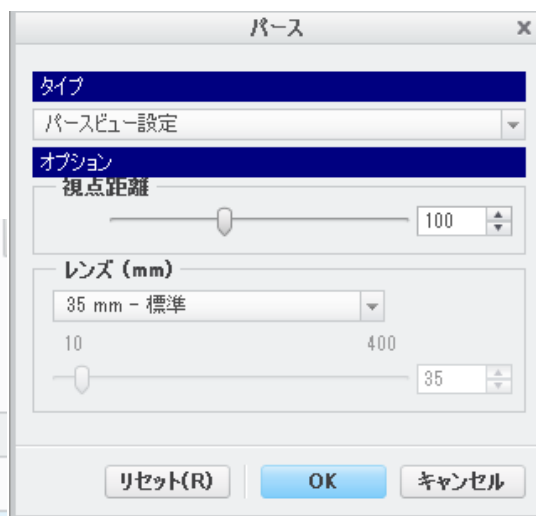 パース
タイプ
パースビュー設定
オプション
視点距離
100
レンズ (mm)
35 mm - 標準
10 400
35
リセット(R) OK キャンセル